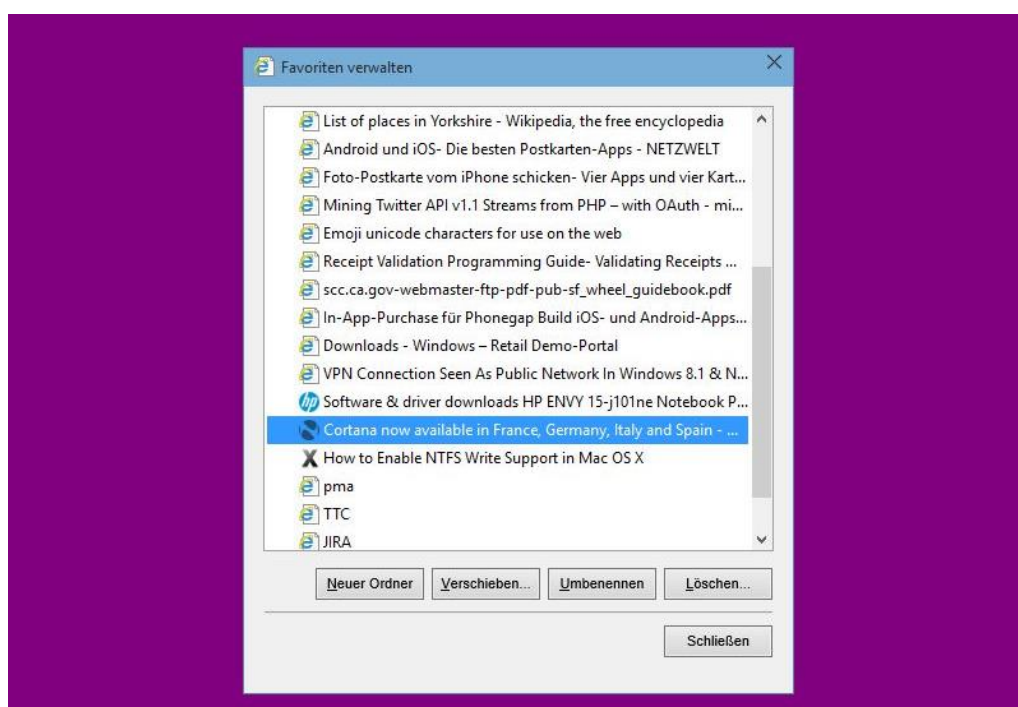 Favoriten verwalten
List of places in Yorkshire - Wikipedia, the free encyclopedia
Android und iOS- Die besten Postkarten-Apps - NETZWELT
Foto-Postkarte vom iPhone schicken- Vier Apps und vier Kart...
Mining Twitter API v1.1 Streams from PHP – with OAuth - mi...
Emoji unicode characters for use on the web
Receipt Validation Programming Guide- Validating Receipts ...
scc.ca.gov-webmaster-ftp-pdf-pub-sf_wheel_guidebook.pdf
In-App-Purchase für Phonegap Build iOS- und Android-Apps...
Downloads - Windows – Retail Demo-Portal
VPN Connection Seen As Public Network In Windows 8.1 & N...
hp Software & driver downloads HP ENVY 15-j101ne Notebook P...
Cortana now available in France, Germany, Italy and Spain - ...
X How to Enable NTFS Write Support in Mac OS X
pma
TTC
JIRA
Neuer Ordner Verschieben... Umbenennen Löschen...
Schließen